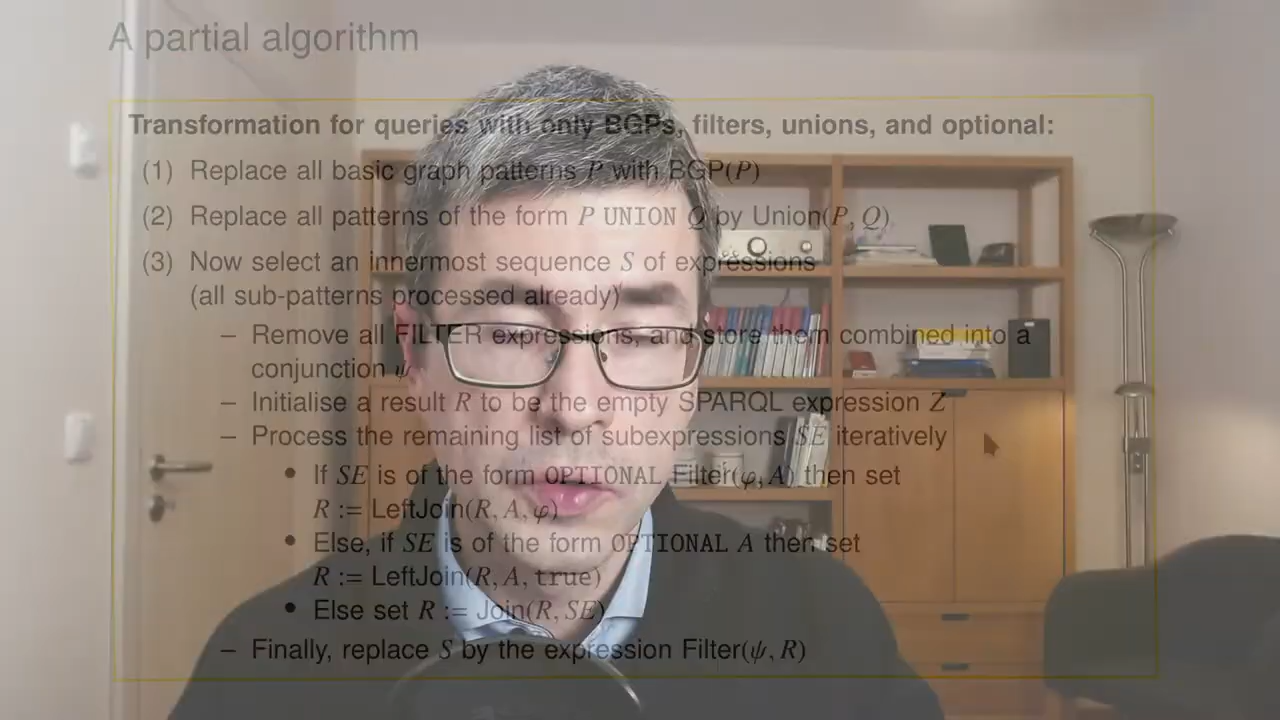 A partial algorithm
Transformation for queries with only BGPs, filters, unions, and optional:
(1) Replace all basic graph patterns P with BGP(P)
(2) Replace all patterns of the form P UNION Q by Union(P, Q)
(3) Now select an innermost sequence S of expressions
(all sub-patterns processed already)
– Remove all FILTER expressions, and store them combined into a
conjunction ψ
– Initialise a result R to be the empty SPARQL expression Z
– Process the remaining list of subexpressions SE iteratively
• If SE is of the form OPTIONAL Filter(φ, A) then set
R := LeftJoin(R, A, φ)
• Else, if SE is of the form OPTIONAL A then set
R := LeftJoin(R, A, true)
• Else set R := Join(R, SE)
– Finally, replace S by the expression Filter(ψ, R)